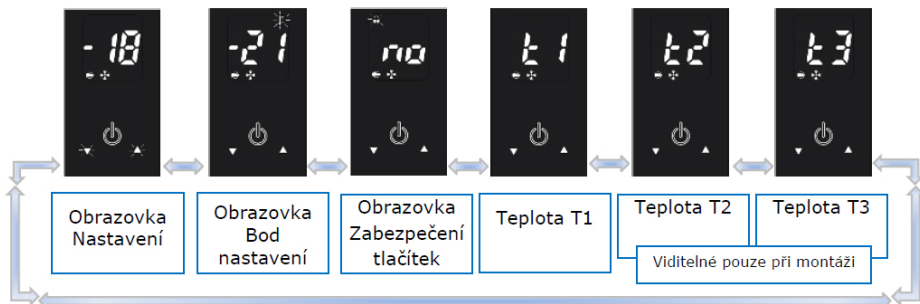 -18
-21
no
t1
t2
t3
Obrazovka
Nastavení
Obrazovka
Bod
nastavení
Obrazovka
Zabezpečení
tlačítek
Teplota T1
Teplota T2
Teplota T3
Viditelné pouze při montáži